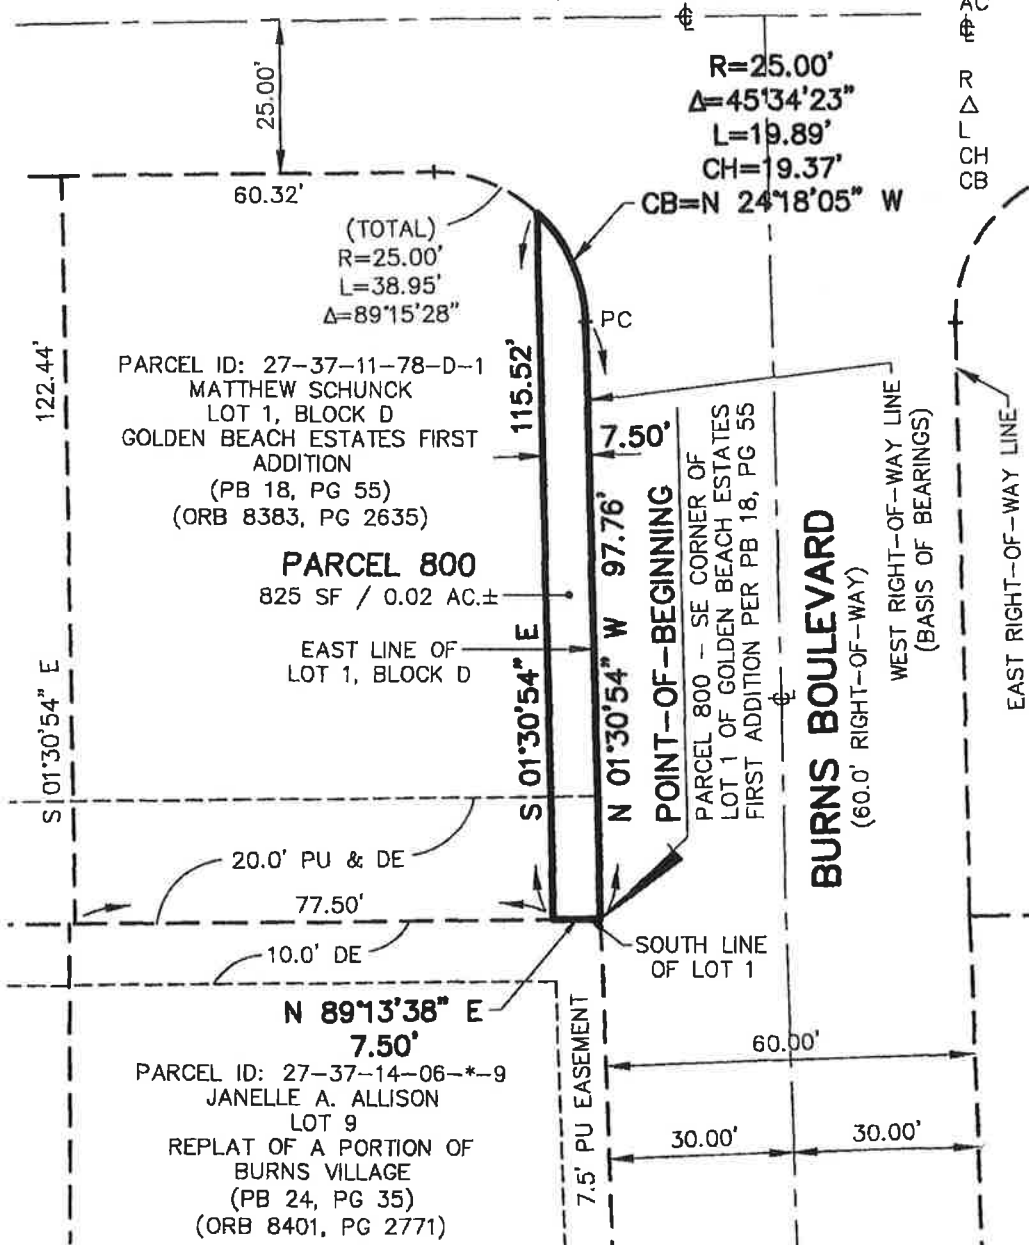 AC
℄
℄
25.00'
R=25.00'
Δ=45°34'23"
L=19.89'
CH=19.37'
CB=N 24°18'05" W
R
Δ
L
CH
CB
60.32'
(TOTAL)
R=25.00'
L=38.95'
Δ=89°15'28"
PC
122.44'
S 01°30'54" E
PARCEL ID: 27-37-11-78-D-1
MATTHEW SCHUNCK
LOT 1, BLOCK D
GOLDEN BEACH ESTATES FIRST
ADDITION
(PB 18, PG 55)
(ORB 8383, PG 2635)
PARCEL 800
825 SF / 0.02 AC.±
EAST LINE OF
LOT 1, BLOCK D
S 01°30'54" E 115.52'
7.50'
N 01°30'54" W 97.76'
POINT-OF-BEGINNING
PARCEL 800 - SE CORNER OF
LOT 1 OF GOLDEN BEACH ESTATES
FIRST ADDITION PER PB 18, PG 55
℄
BURNS BOULEVARD
(60.0' RIGHT-OF-WAY)
WEST RIGHT-OF-WAY LINE
(BASIS OF BEARINGS)
EAST RIGHT-OF-WAY LINE
20.0' PU & DE
77.50'
10.0' DE
SOUTH LINE
OF LOT 1
N 89°13'38" E
7.50'
PARCEL ID: 27-37-14-06-*-9
JANELLE A. ALLISON
LOT 9
REPLAT OF A PORTION OF
BURNS VILLAGE
(PB 24, PG 35)
(ORB 8401, PG 2771)
7.5' PU EASEMENT
60.00'
30.00'
30.00'